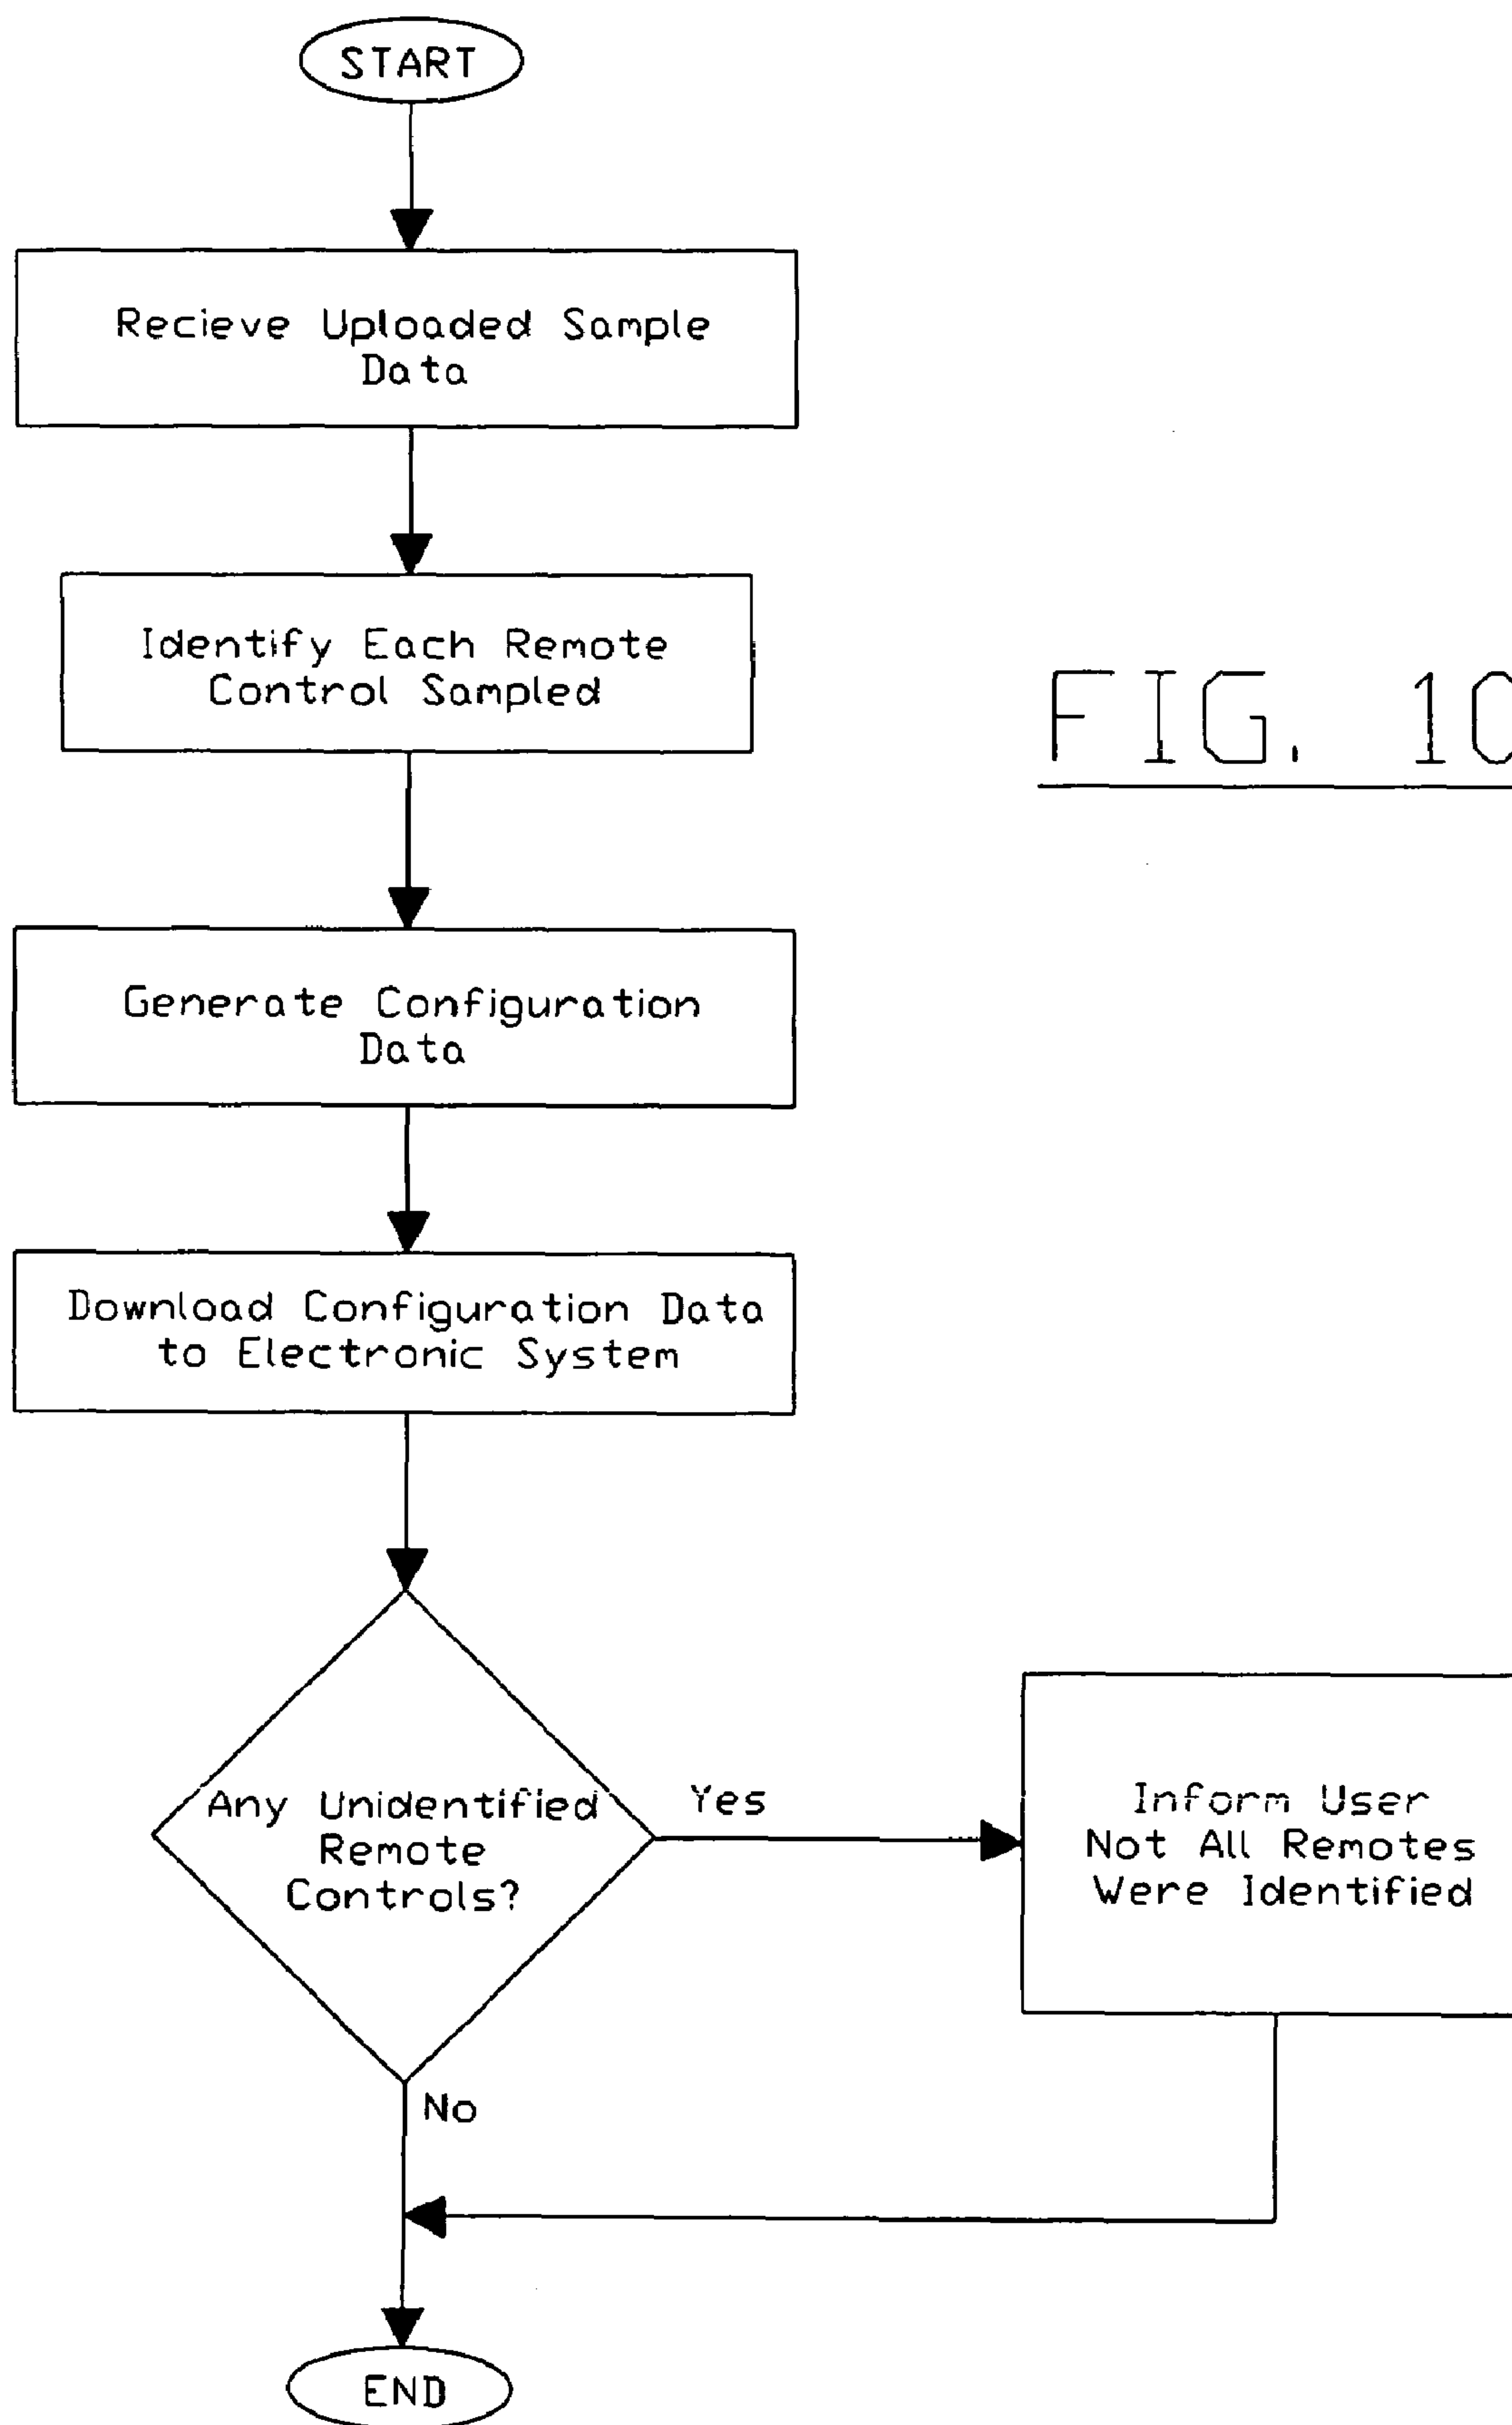 START
Recieve Uploaded Sample
Data
Identify Each Remote
Control Sampled
FIG. 10
Generate Configuration
Data
Download Configuration Data
to Electronic System
Any Unidentified
Remote
Controls?
Yes
Inform User
Not All Remotes
Were Identified
No
END